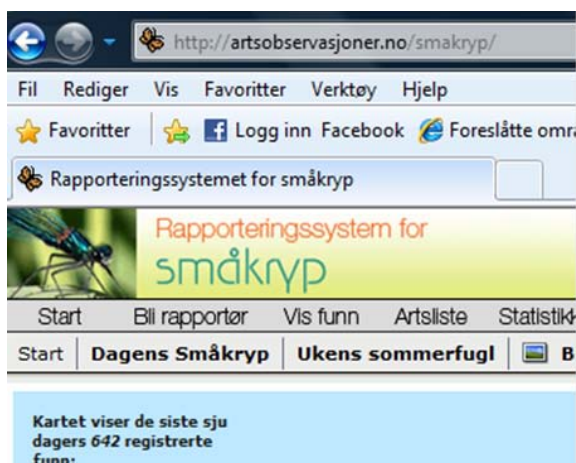 http://artsobservasjoner.no/smakryp/
Fil Rediger Vis Favoritter Verktøy Hjelp
Favoritter Logg inn Facebook Foreslåtte
Rapporteringssystemet for småkryp
Rapporteringssystem for
småkryp
Start Bli rapportør Vis funn Artsliste Statistikk
Start Dagens Småkryp Ukens sommerfugl B
Kartet viser de siste sju
dagers 642 registrerte
funn: